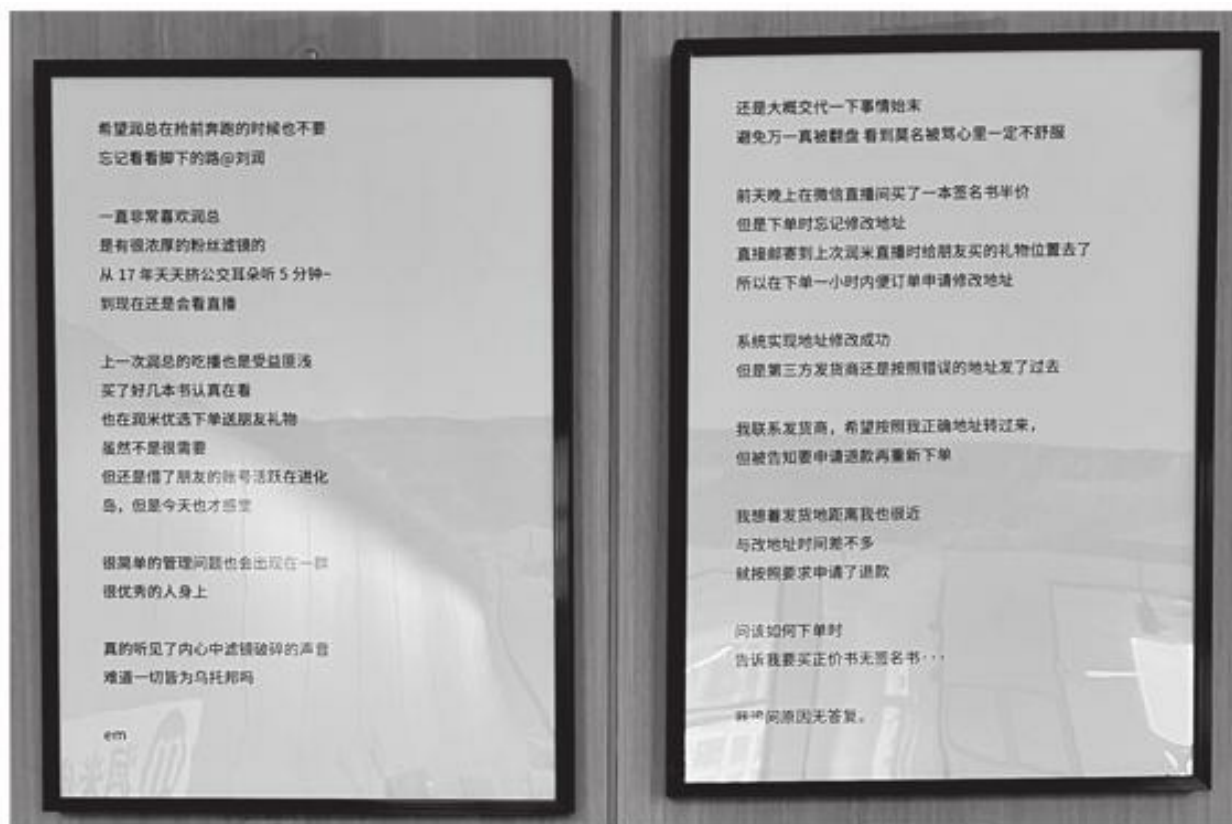 希望润总在抢前奔跑的时候也不要
忘记看看脚下的路@刘润
一直非常喜欢润总
是有很浓厚的粉丝滤镜的
从 17 年天天挤公交耳朵听 5 分钟~
到现在还是会看直播
上一次润总的吃播也是受益匪浅
买了好几本书认真在看
也在润米优选下单送朋友礼物
虽然不是很需要
但还是借了朋友的账号活跃在进化
岛，但是今天也才感觉
很简单的管理问题也会出现在一群
很优秀的人身上
真的听见了内心中滤镜破碎的声音
难道一切皆为乌托邦吗
em
还是大概交代一下事情始末
避免万一真被翻盘 看到莫名被骂心里一定不舒服
前天晚上在微信直播间买了一本签名书半价
但是下单时忘记修改地址
直接邮寄到上次润米直播时给朋友买的礼物位置去了
所以在下单一小时内便订单申请修改地址
系统实现地址修改成功
但是第三方发货商还是按照错误的地址发了过去
我联系发货商，希望按照我正确地址转过来，
但被告知要申请退款再重新下单
我想着发货地距离我也很近
与改地址时间差不多
就按照要求申请了退款
问该如何下单时
告诉我要买正价书无签名书···
我追问原因无答复。